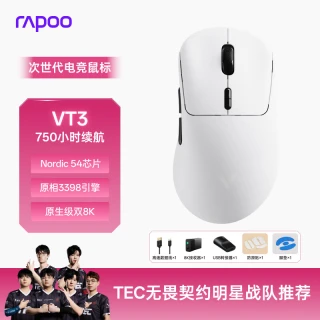 rapoo
次世代电竞鼠标
VT3
750小时续航
Nordic 54芯片
原相3398引擎
原生级双8K
TEC无畏契约明星战队推荐